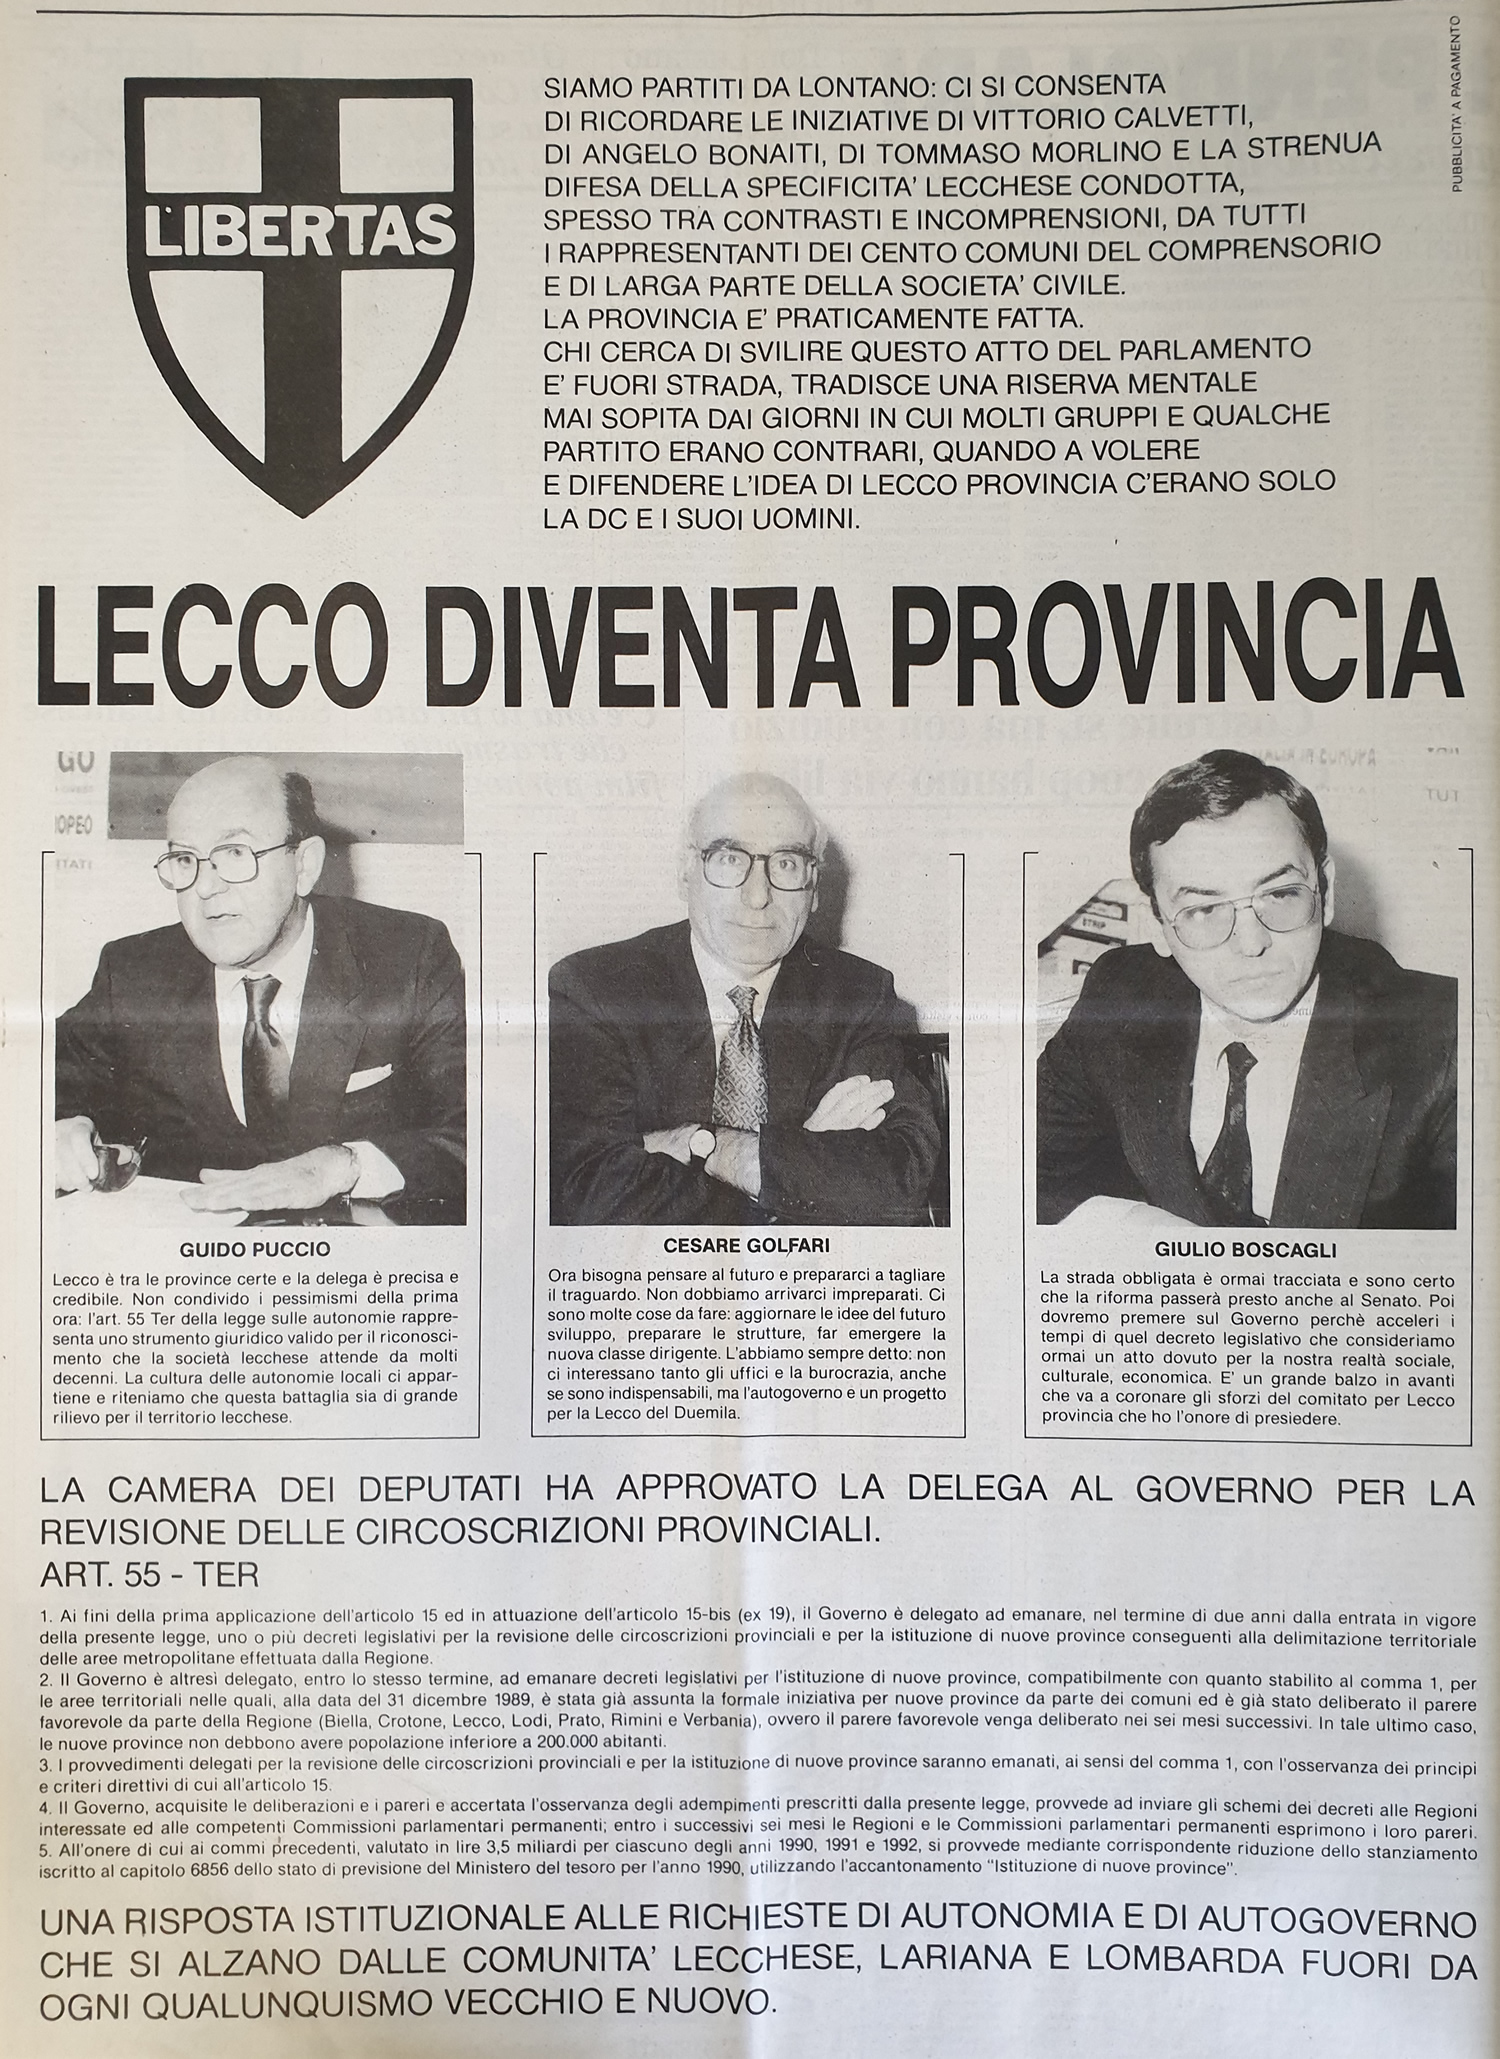 PUBBLICITA' A PAGAMENTO
LIBERTAS
SIAMO PARTITI DA LONTANO: CI SI CONSENTA
DI RICORDARE LE INIZIATIVE DI VITTORIO CALVETTI,
DI ANGELO BONAITI, DI TOMMASO MORLINO E LA STRENUA
DIFESA DELLA SPECIFICITA' LECCHESE CONDOTTA,
SPESSO TRA CONTRASTI E INCOMPRENSIONI, DA TUTTI
I RAPPRESENTANTI DEI CENTO COMUNI DEL COMPRENSORIO
E DI LARGA PARTE DELLA SOCIETA' CIVILE.
LA PROVINCIA E' PRATICAMENTE FATTA.
CHI CERCA DI SVILIRE QUESTO ATTO DEL PARLAMENTO
E' FUORI STRADA, TRADISCE UNA RISERVA MENTALE
MAI SOPITA DAI GIORNI IN CUI MOLTI GRUPPI E QUALCHE
PARTITO ERANO CONTRARI, QUANDO A VOLERE
E DIFENDERE L'IDEA DI LECCO PROVINCIA C'ERANO SOLO
LA DC E I SUOI UOMINI.
LECCO DIVENTA PROVINCIA
GUIDO PUCCIO
Lecco è tra le province certe e la delega è precisa e
credibile. Non condivido i pessimismi della prima
ora: l'art. 55 Ter della legge sulle autonomie rappre-
senta uno strumento giuridico valido per il riconosci-
mento che la società lecchese attende da molti
decenni. La cultura delle autonomie locali ci appar-
tiene e riteniamo che questa battaglia sia di grande
rilievo per il territorio lecchese.
CESARE GOLFARI
Ora bisogna pensare al futuro e prepararci a tagliare
il traguardo. Non dobbiamo arrivarci impreparati. Ci
sono molte cose da fare: aggiornare le idee del futuro
sviluppo, preparare le strutture, far emergere la
nuova classe dirigente. L'abbiamo sempre detto: non
ci interessano tanto gli uffici e la burocrazia, anche
se sono indispensabili, ma l'autogoverno e un progetto
per la Lecco del Duemila.
GIULIO BOSCAGLI
La strada obbligata è ormai tracciata e sono certo
che la riforma passerà presto anche al Senato. Poi
dovremo premere sul Governo perchè acceleri i
tempi di quel decreto legislativo che consideriamo
ormai un atto dovuto per la nostra realtà sociale,
culturale, economica. E' un grande balzo in avanti
che va a coronare gli sforzi del comitato per Lecco
provincia che ho l'onore di presiedere.
LA CAMERA DEI DEPUTATI HA APPROVATO LA DELEGA AL GOVERNO PER LA
REVISIONE DELLE CIRCOSCRIZIONI PROVINCIALI.
ART. 55 - TER
1. Ai fini della prima applicazione dell'articolo 15 ed in attuazione dell'articolo 15-bis (ex 19), il Governo è delegato ad emanare, nel termine di due anni dalla entrata in vigore
della presente legge, uno o più decreti legislativi per la revisione delle circoscrizioni provinciali e per la istituzione di nuove province conseguenti alla delimitazione territoriale
delle aree metropolitane effettuata dalla Regione.
2. Il Governo è altresì delegato, entro lo stesso termine, ad emanare decreti legislativi per l'istituzione di nuove province, compatibilmente con quanto stabilito al comma 1, per
le aree territoriali nelle quali, alla data del 31 dicembre 1989, è stata già assunta la formale iniziativa per nuove province da parte dei comuni ed è già stato deliberato il parere
favorevole da parte della Regione (Biella, Crotone, Lecco, Lodi, Prato, Rimini e Verbania), ovvero il parere favorevole venga deliberato nei sei mesi successivi. In tale ultimo caso,
le nuove province non debbono avere popolazione inferiore a 200.000 abitanti.
3. I provvedimenti delegati per la revisione delle circoscrizioni provinciali e per la istituzione di nuove province saranno emanati, ai sensi del comma 1, con l'osservanza dei principi
e criteri direttivi di cui all'articolo 15.
4. Il Governo, acquisite le deliberazioni e i pareri e accertata l'osservanza degli adempimenti prescritti dalla presente legge, provvede ad inviare gli schemi dei decreti alle Regioni
interessate ed alle competenti Commissioni parlamentari permanenti; entro i successivi sei mesi le Regioni e le Commissioni parlamentari permanenti esprimono i loro pareri.
5. All'onere di cui ai commi precedenti, valutato in lire 3,5 miliardi per ciascuno degli anni 1990, 1991 e 1992, si provvede mediante corrispondente riduzione dello stanziamento
iscritto al capitolo 6856 dello stato di previsione del Ministero del tesoro per l'anno 1990, utilizzando l'accantonamento "Istituzione di nuove province".
UNA RISPOSTA ISTITUZIONALE ALLE RICHIESTE DI AUTONOMIA E DI AUTOGOVERNO
CHE SI ALZANO DALLE COMUNITA' LECCHESE, LARIANA E LOMBARDA FUORI DA
OGNI QUALUNQUISMO VECCHIO E NUOVO.